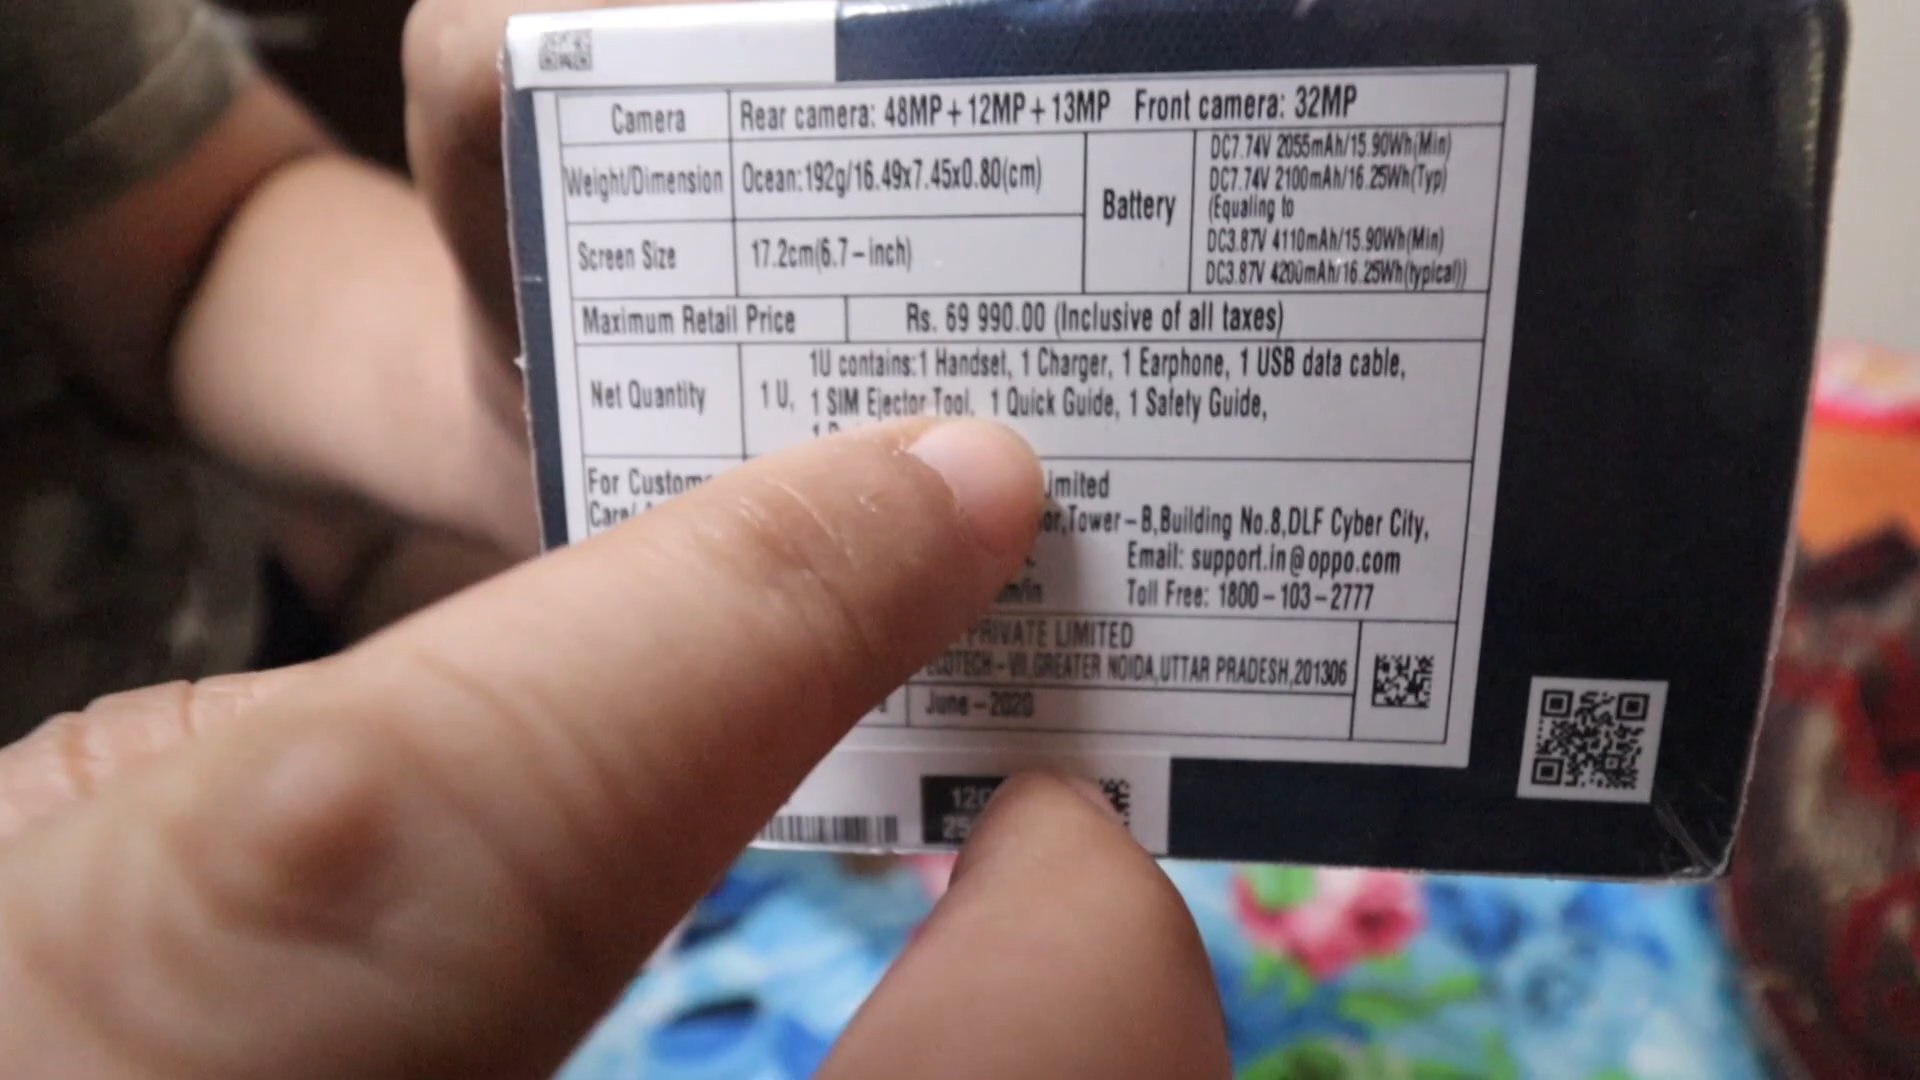 Camera
Rear camera: 48MP+12MP+13MP Front camera: 32MP
Weight/Dimension
Ocean:192g/16.49x7.45x0.80(cm)
Battery
DC7.74V 2055mAh/15.90Wh(Min)
DC7.74V 2100mAh/16.25Wh(Typ)
(Equaling to
DC3.87V 4110mAh/15.90Wh(Min)
DC3.87V 4200mAh/16.25Wh(typical))
Screen Size
17.2cm(6.7-inch)
Maximum Retail Price
Rs. 69 990.00 (Inclusive of all taxes)
Net Quantity
1 U,
1U contains:1 Handset, 1 Charger, 1 Earphone, 1 USB data cable,
1 SIM Ejector Tool, 1 Quick Guide, 1 Safety Guide,
For
Care/
Tower-B,Building No.8,DLF Cyber City,
Email: support.in@oppo.com
Toll Free: 1800-103-2777
PRIVATE LIMITED
GREATER NOIDA,UTTAR PRADESH,201306
June-2020